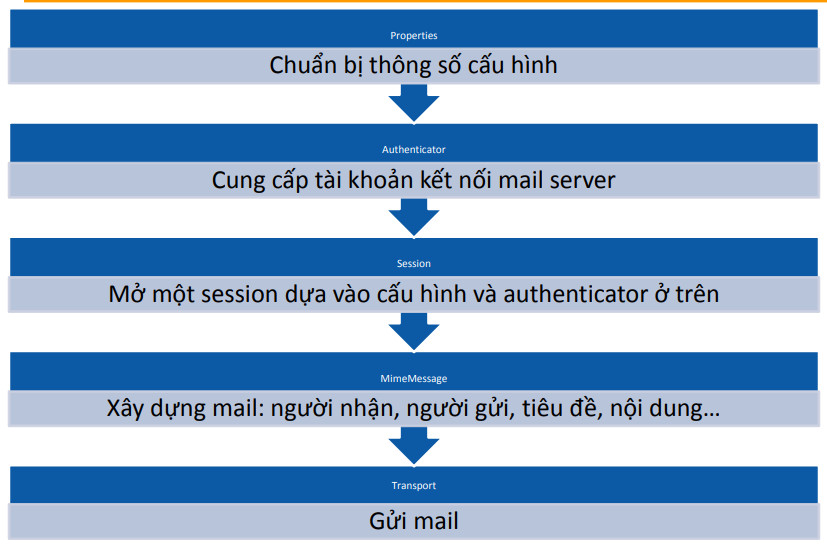 Properties
Chuẩn bị thông số cấu hình
Authenticator
Cung cấp tài khoản kết nối mail server
Session
Mở một session dựa vào cấu hình và authenticator ở trên
MimeMessage
Xây dựng mail: người nhận, người gửi, tiêu đề, nội dung...
Transport
Gửi mail